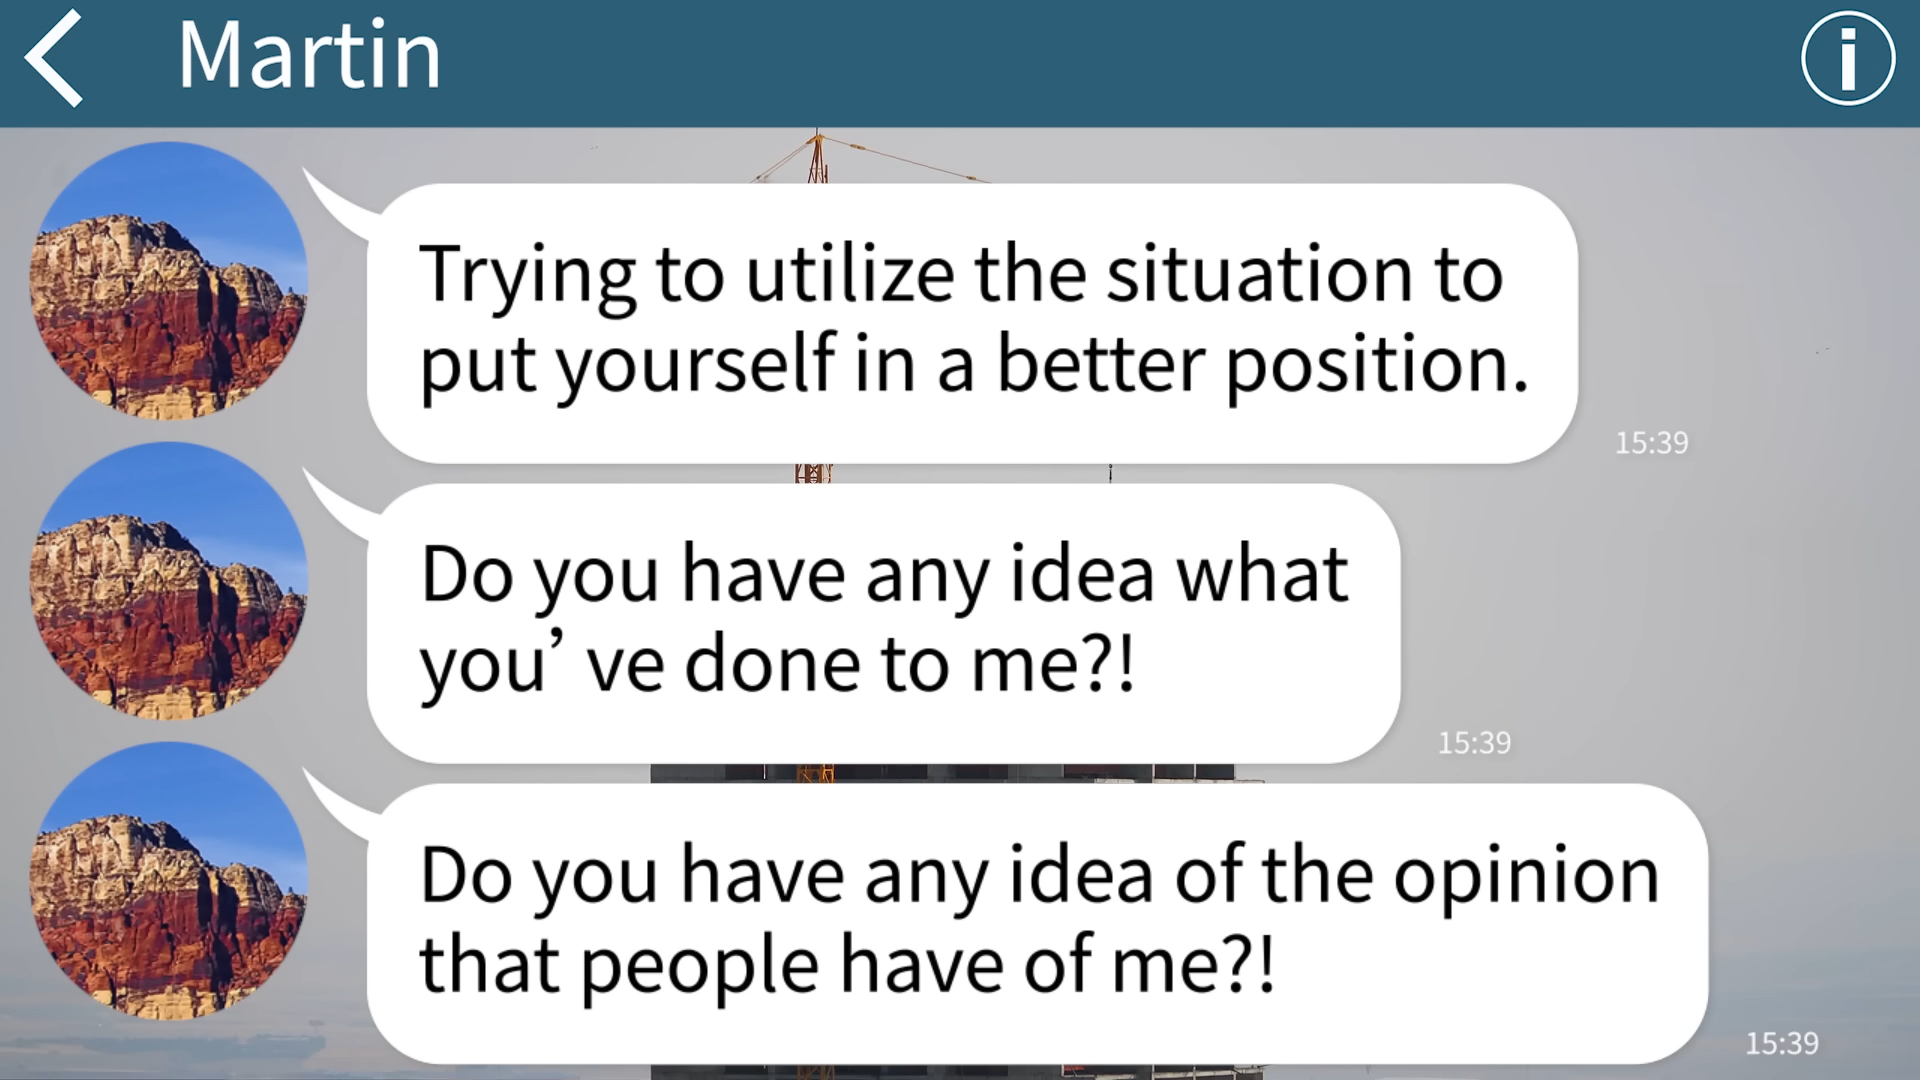 Martin
Trying to utilize the situation to
put yourself in a better position.
15:39
Do you have any idea what
you’ ve done to me?!
15:39
Do you have any idea of the opinion
that people have of me?!
15:39